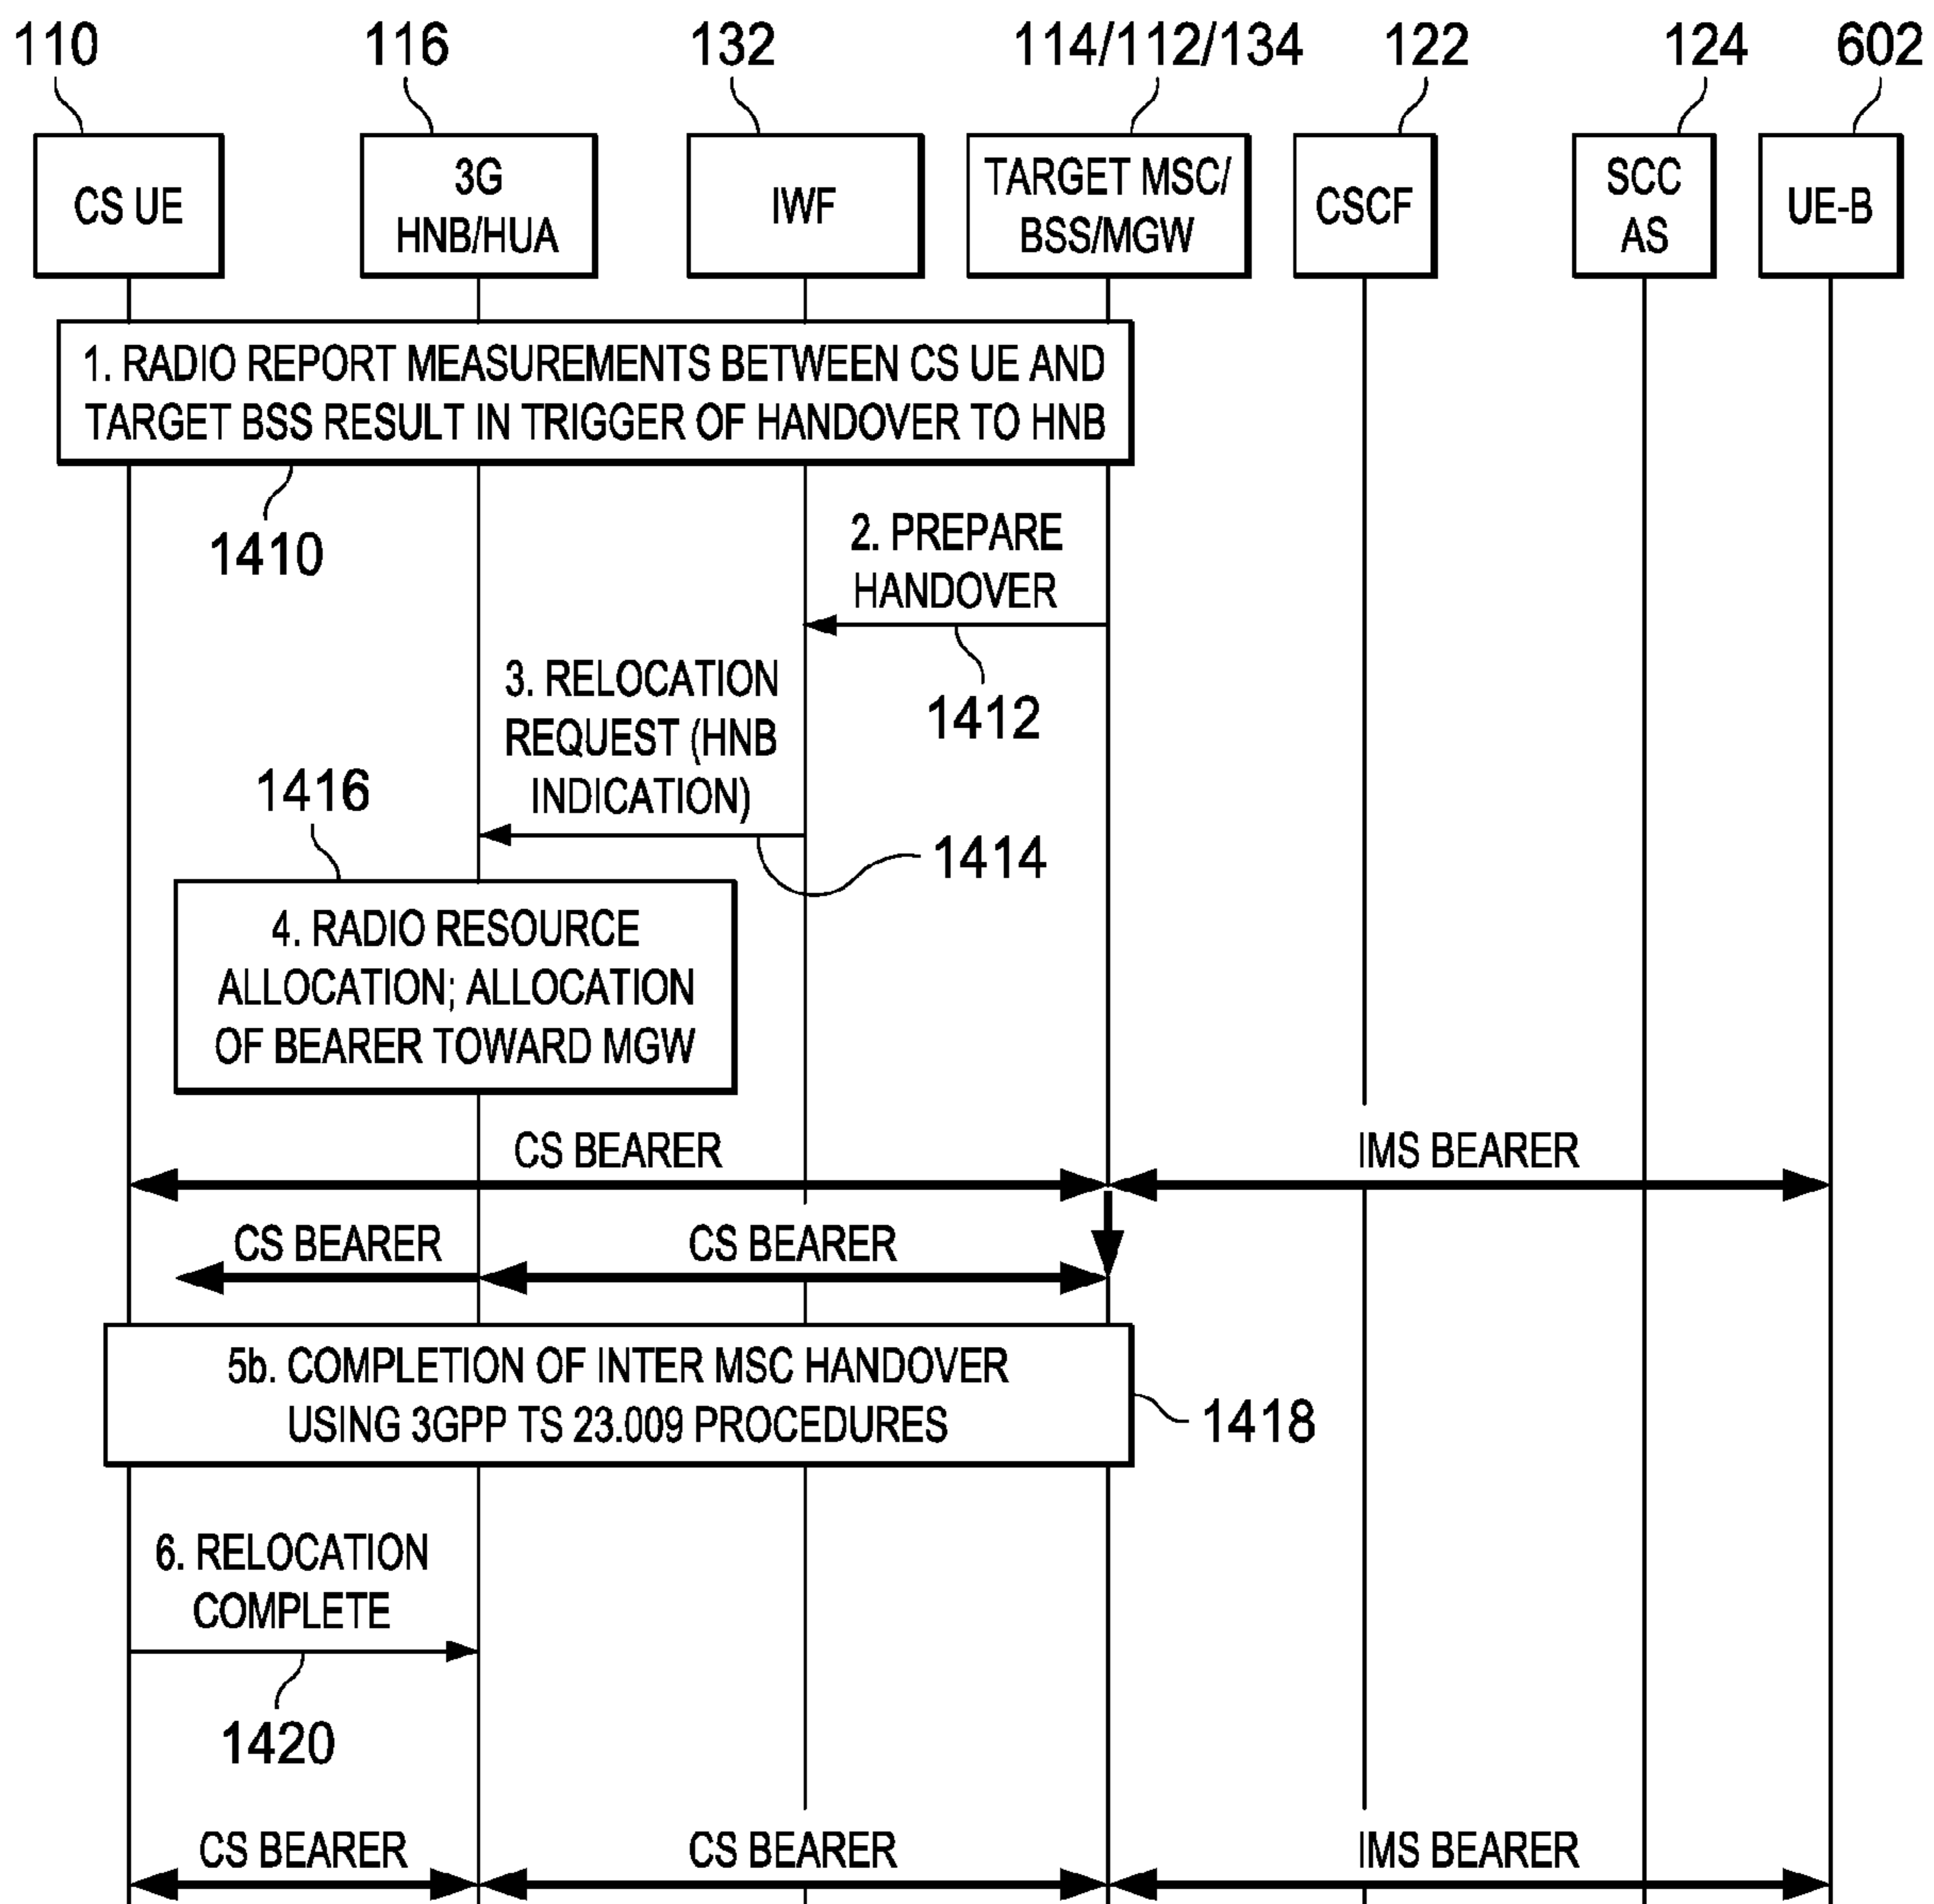 110
116
132
114/112/134
122
124
602
CS UE
3G
HNB/HUA
IWF
TARGET MSC/
BSS/MGW
CSCF
SCC
AS
UE-B
1. RADIO REPORT MEASUREMENTS BETWEEN CS UE AND
TARGET BSS RESULT IN TRIGGER OF HANDOVER TO HNB
1410
2. PREPARE
HANDOVER
1412
3. RELOCATION
REQUEST (HNB
INDICATION)
1414
1416
4. RADIO RESOURCE
ALLOCATION; ALLOCATION
OF BEARER TOWARD MGW
CS BEARER
IMS BEARER
CS BEARER
CS BEARER
5b. COMPLETION OF INTER MSC HANDOVER
USING 3GPP TS 23.009 PROCEDURES
1418
6. RELOCATION
COMPLETE
1420
CS BEARER
CS BEARER
IMS BEARER